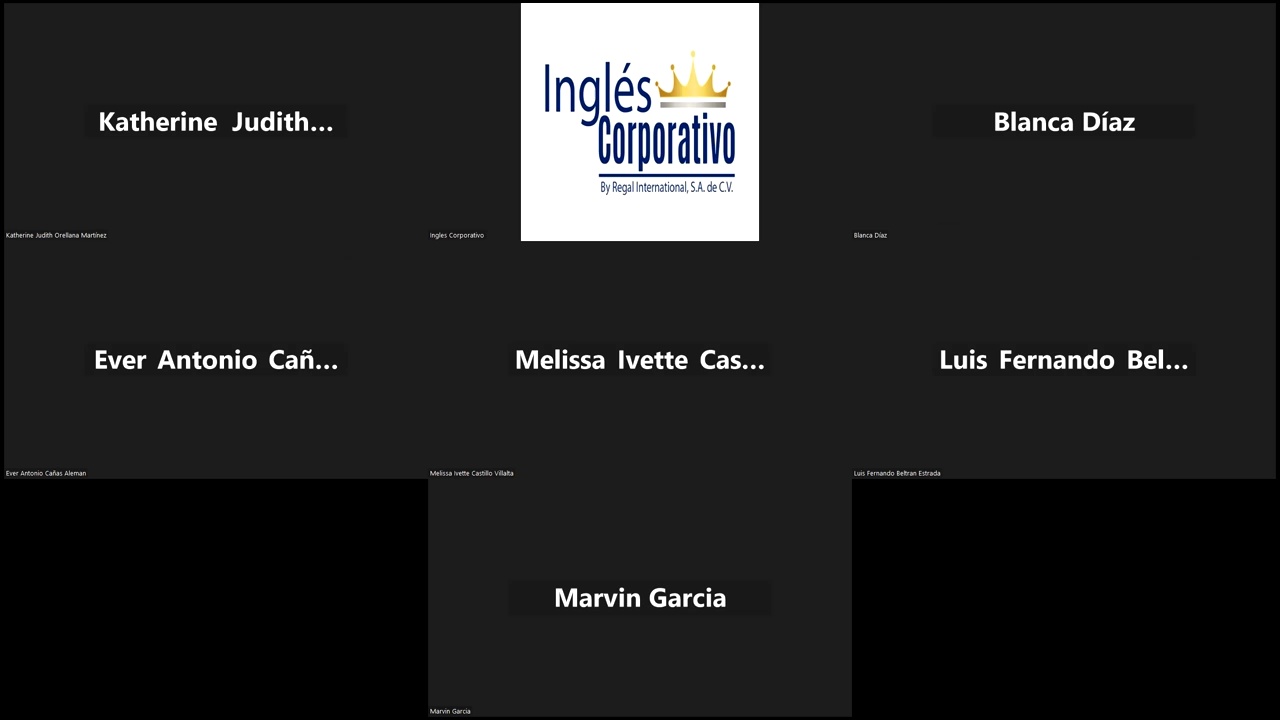 Katherine Judith...
Katherine Judith Orellana Martínez
Inglés
Corporativo
By Regal International, S.A. de C.V.
Ingles Corporativo
Blanca Díaz
Blanca Díaz
Ever Antonio Cañ...
Ever Antonio Cañas Aleman
Melissa Ivette Cas...
Melissa Ivette Castillo Villalta
Luis Fernando Bel...
Luis Fernando Beltran Estrada
Marvin Garcia
Marvin Garcia